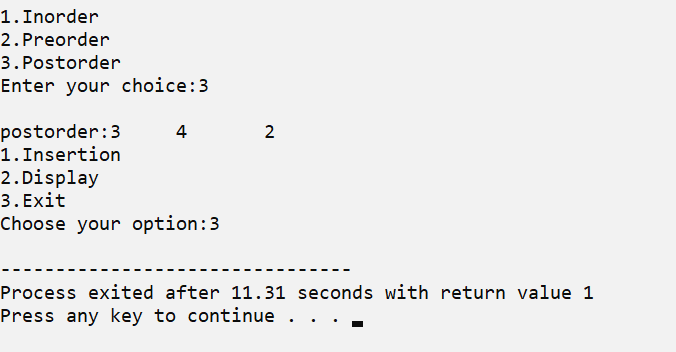 1.Inorder
2.Preorder
3.Postorder
Enter your choice:3
postorder:3     4       2
1.Insertion
2.Display
3.Exit
Choose your option:3
--------------------------------
Process exited after 11.31 seconds with return value 1
Press any key to continue . . .